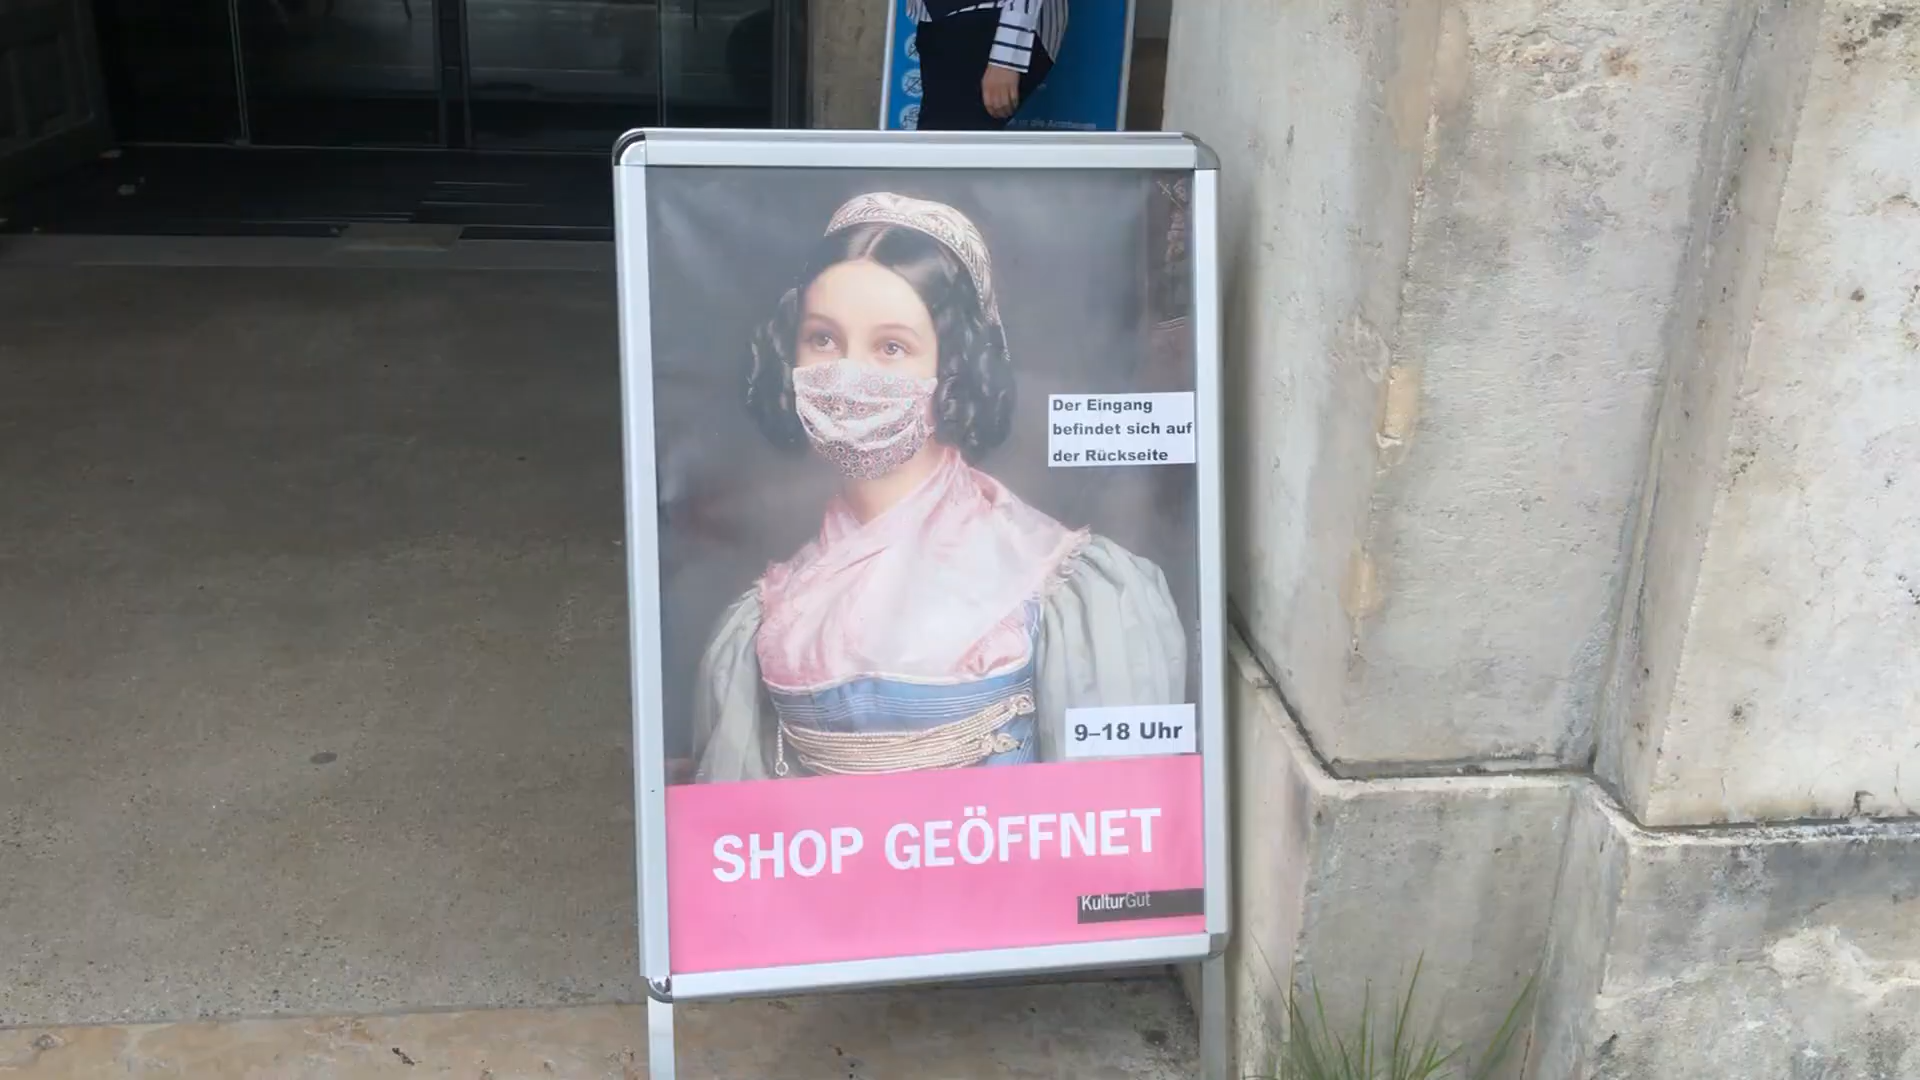 Der Eingang
befindet sich auf
der Rückseite
9–18 Uhr
SHOP GEÖFFNET
KulturGut